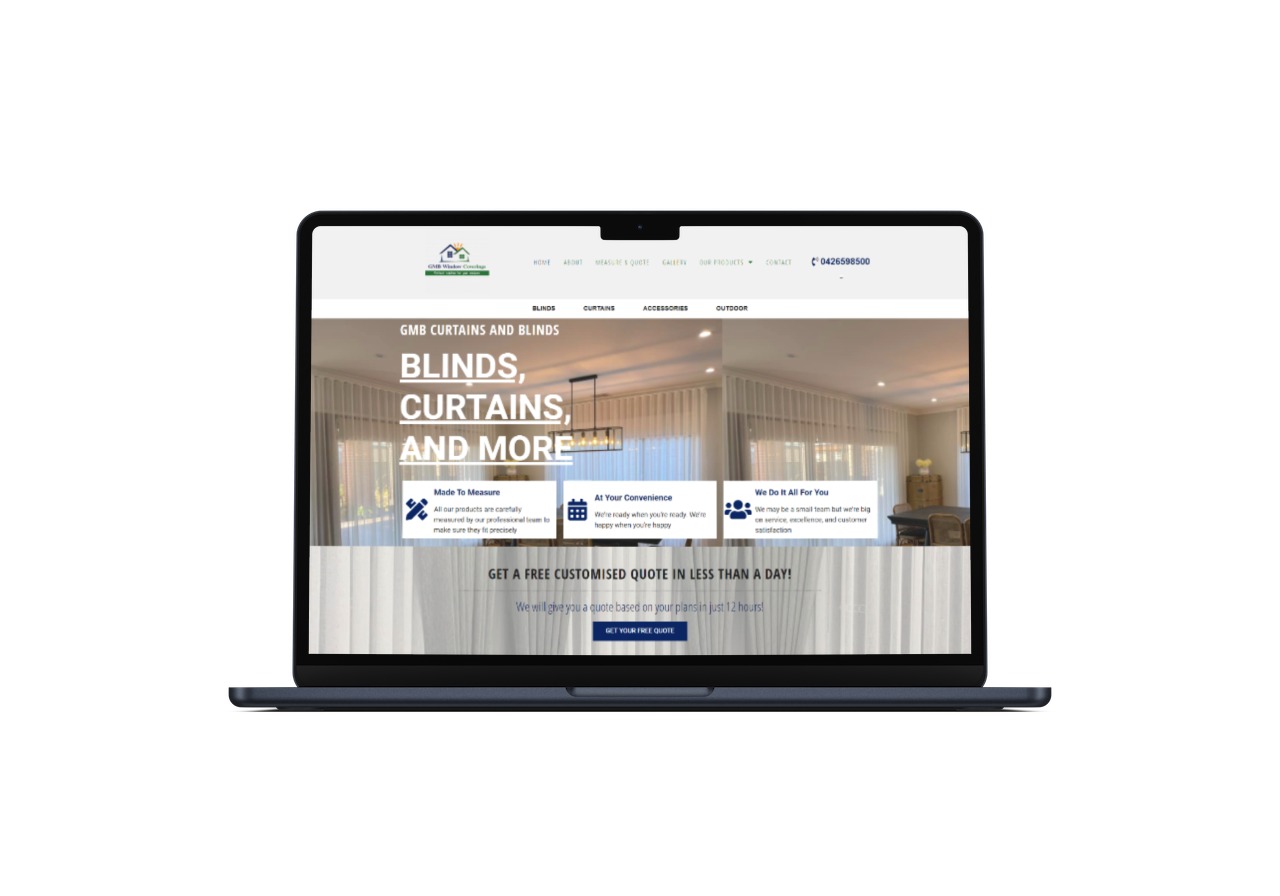 GMB Window Coverings
HOME ABOUT MEASURE & QUOTE GALLERY OUR PRODUCTS CONTACT
0426598500
BLINDS CURTAINS ACCESSORIES OUTDOOR
GMB CURTAINS AND BLINDS
BLINDS,
CURTAINS,
AND MORE
Made To Measure
All our products are carefully
measured by our professional team to
make sure they fit precisely
At Your Convenience
We're ready when you're ready. We're
happy when you're happy
We Do It All For You
We may be a small team but we're big
on service, excellence, and customer
satisfaction
GET A FREE CUSTOMISED QUOTE IN LESS THAN A DAY!
We will give you a quote based on your plans in just 12 hours!
GET YOUR FREE QUOTE